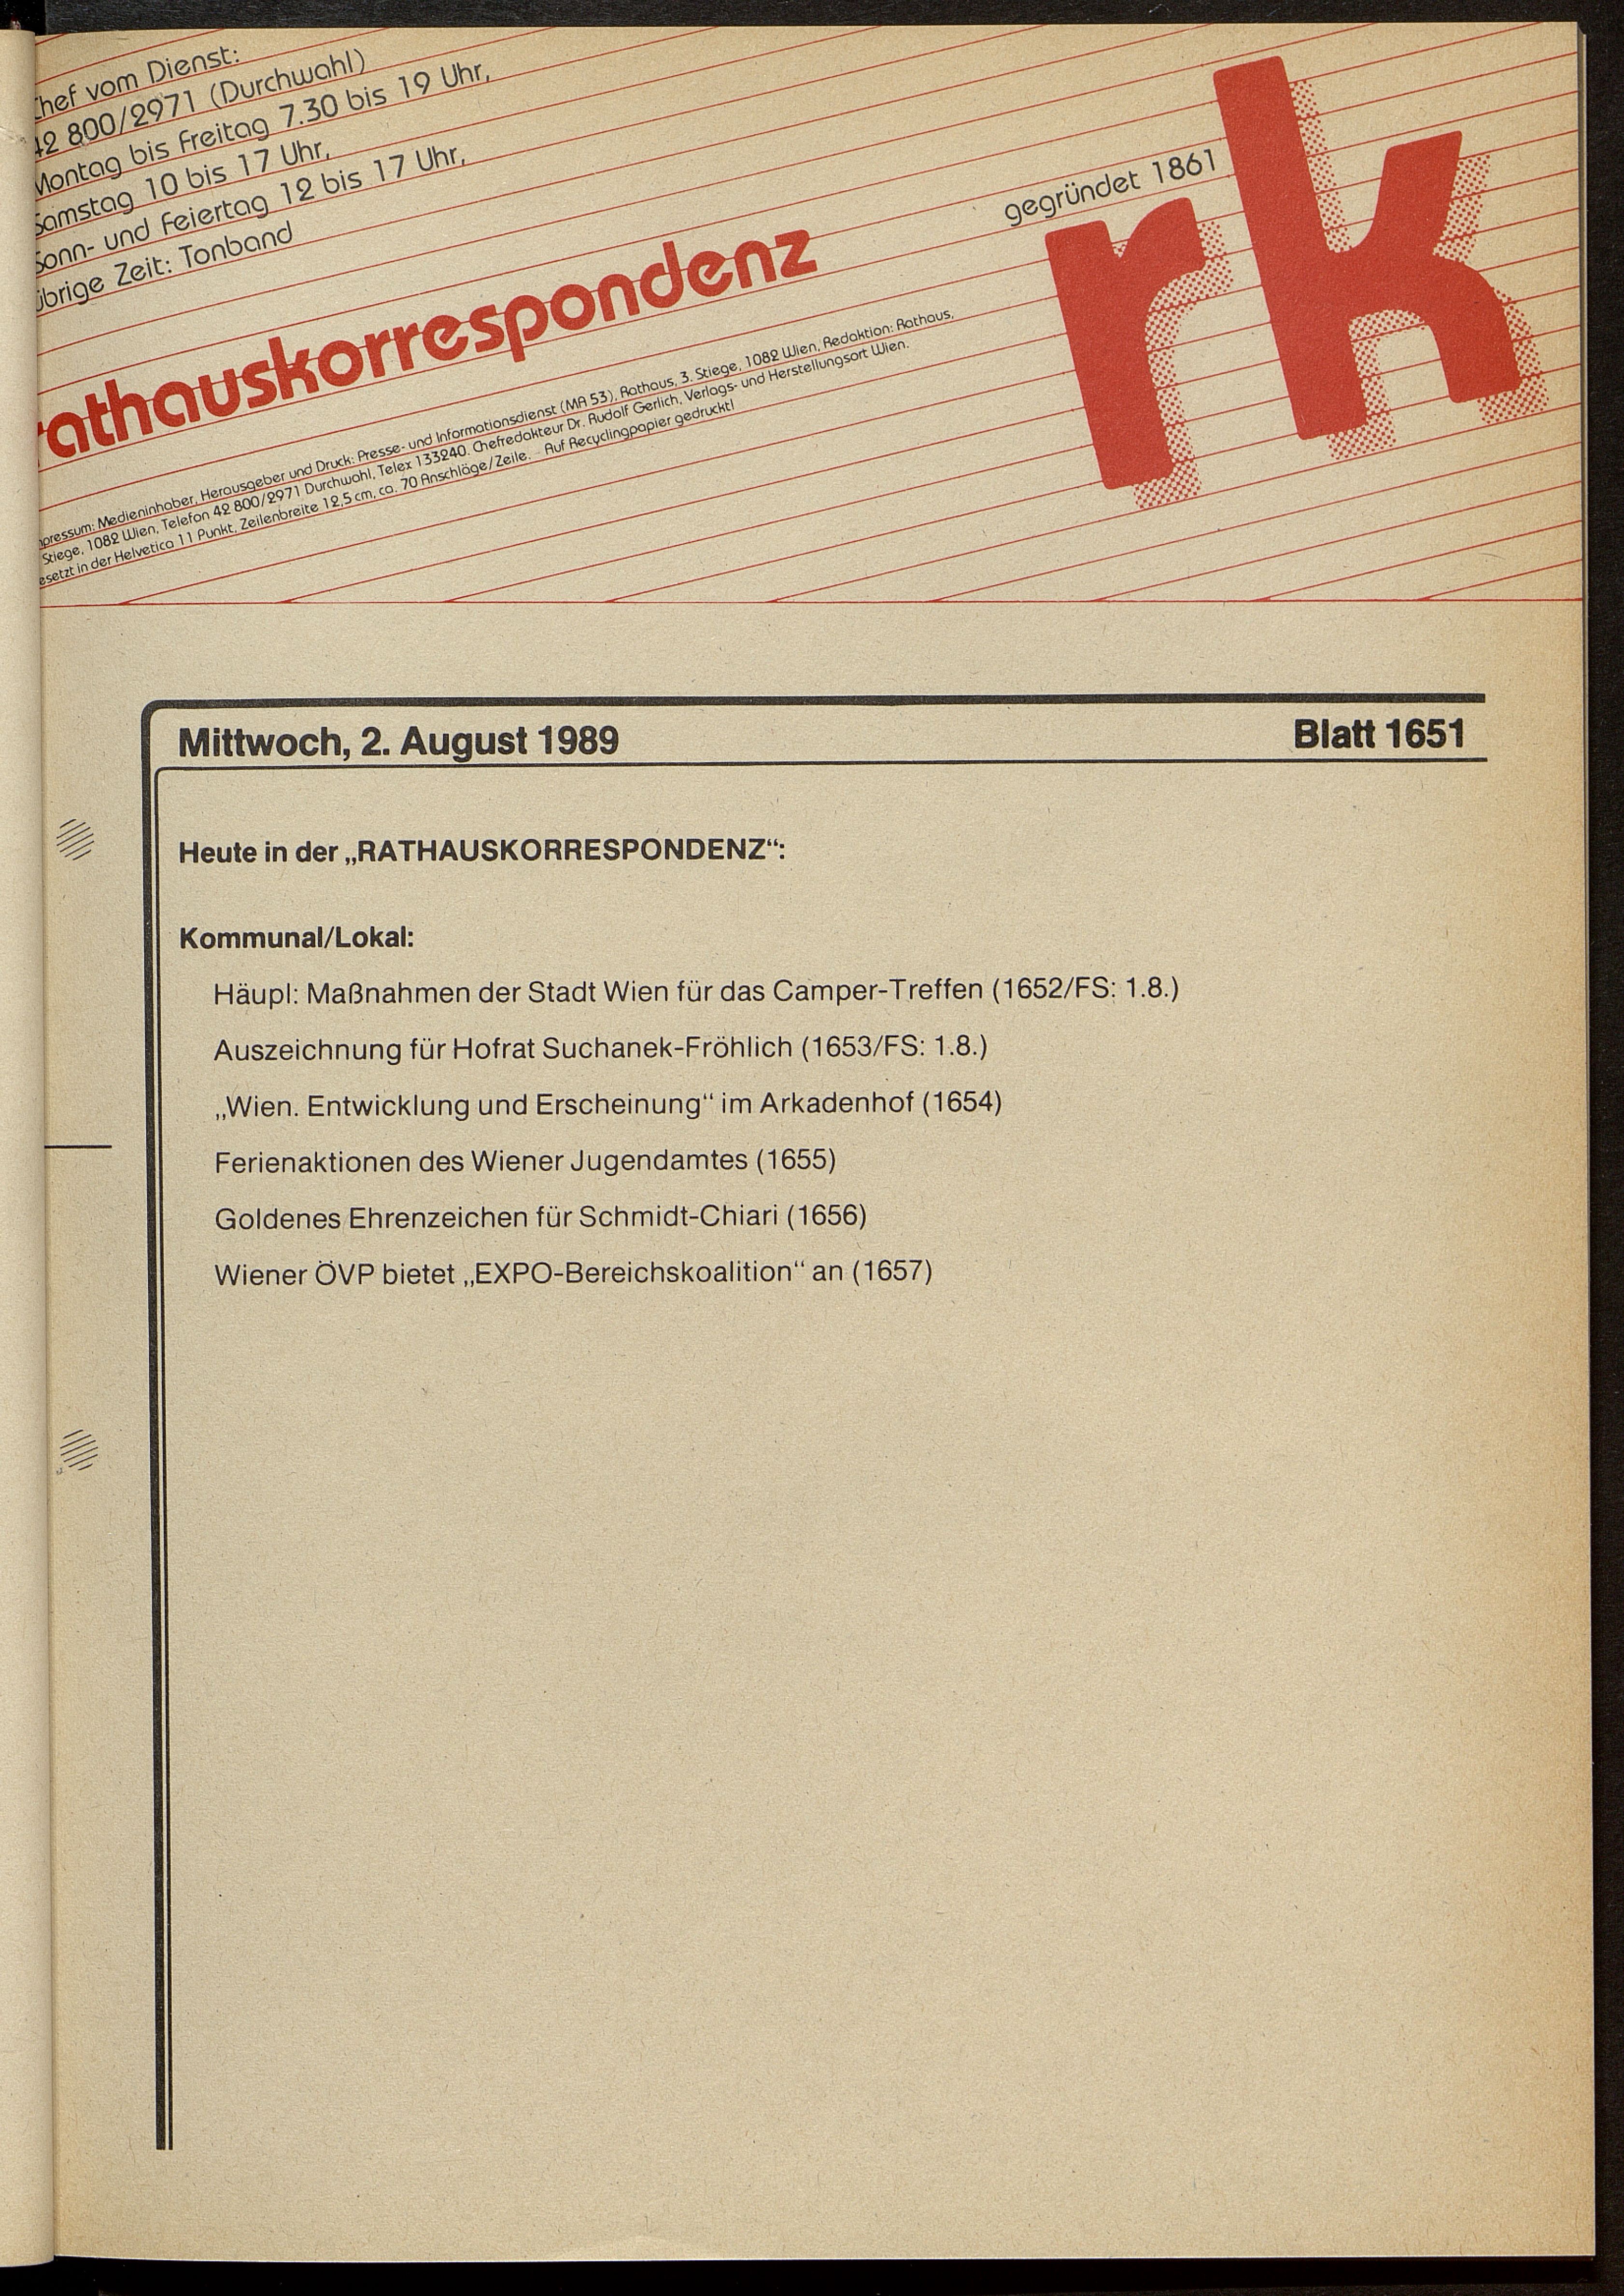 Chef vom Dienst:
42 800/2971 (Durchwahl)
Montag bis Freitag 7.30 bis 19 Uhr,
Samstag 10 bis 17 Uhr,
Sonn- und Feiertag 12 bis 17 Uhr,
übrige Zeit: Tonband
gegründet 1861
rk
rathauskorrespondenz
Impressum: Medieninhaber, Herausgeber und Druck: Presse- und Informationsdienst (MA 53), Rathaus, 3. Stiege, 1082 Wien, Redaktion: Rathaus,
Stiege, 1082 Wien, Telefon 42 800/2971 Durchwahl, Telex 133240. Chefredakteur Dr. Rudolf Gerlich, Verlags- und Herstellungsort Wien.
Gesetzt in der Helvetica 11 Punkt, Zeilenbreite 12,5 cm, ca. 70 Anschläge/Zeile. – Auf Recyclingpapier gedruckt!
Mittwoch, 2. August 1989 Blatt 1651
Heute in der „RATHAUSKORRESPONDENZ“:
Kommunal/Lokal:
Häupl: Maßnahmen der Stadt Wien für das Camper-Treffen (1652/FS: 1.8.)
Auszeichnung für Hofrat Suchanek-Fröhlich (1653/FS: 1.8.)
„Wien. Entwicklung und Erscheinung“ im Arkadenhof (1654)
Ferienaktionen des Wiener Jugendamtes (1655)
Goldenes Ehrenzeichen für Schmidt-Chiari (1656)
Wiener ÖVP bietet „EXPO-Bereichskoalition“ an (1657)